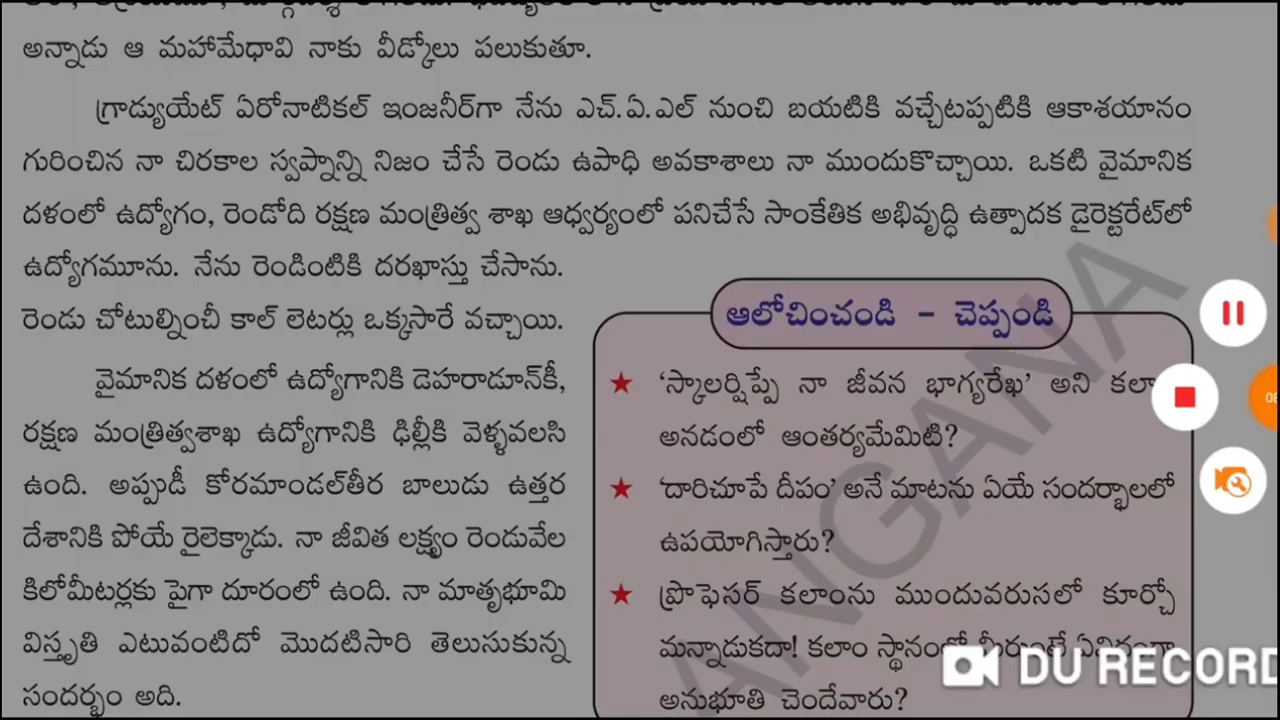 అన్నాడు ఆ మహామేధావి నాకు వీడ్కోలు పలుకుతూ.
గ్రాడ్యుయేట్ ఏరోనాటికల్ ఇంజనీర్‌గా నేను ఎచ్.ఏ.ఎల్ నుంచి బయటికి వచ్చేటప్పటికి ఆకాశయానం
గురించిన నా చిరకాల స్వప్నాన్ని నిజం చేసే రెండు ఉపాధి అవకాశాలు నా ముందుకొచ్చాయి. ఒకటి వైమానిక
దళంలో ఉద్యోగం, రెండోది రక్షణ మంత్రిత్వ శాఖ ఆధ్వర్యంలో పనిచేసే సాంకేతిక అభివృద్ధి ఉత్పాదక డైరెక్టరేట్‌లో
ఉద్యోగమూను. నేను రెండింటికి దరఖాస్తు చేసాను.
రెండు చోటుల్నించీ కాల్ లెటర్లు ఒక్కసారే వచ్చాయి.
వైమానిక దళంలో ఉద్యోగానికి డెహరాడూన్‌కీ,
రక్షణ మంత్రిత్వశాఖ ఉద్యోగానికి ఢిల్లీకి వెళ్ళవలసి
ఉంది. అప్పుడీ కోరమాండల్‌తీర బాలుడు ఉత్తర
దేశానికి పోయే రైలెక్కాడు. నా జీవిత లక్ష్యం రెండువేల
కిలోమీటర్లకు పైగా దూరంలో ఉంది. నా మాతృభూమి
విస్తృతి ఎటువంటిదో మొదటిసారి తెలుసుకున్న
సందర్భం అది.
ఆలోచించండి - చెప్పండి
★ 'స్కాలర్షిప్పే నా జీవన భాగ్యరేఖ' అని
అనడంలో ఆంతర్యమేమిటి?
★ 'దారిచూపే దీపం' అనే మాటను ఏయే సందర్భాలలో
ఉపయోగిస్తారు?
★ ప్రొఫెసర్ కలాంను ముందువరుసలో కూర్చో
మన్నాడుకదా! కలాం స్థానంలో మీరుంటే
అనుభూతి చెందేవారు?
ANGANA
DU RECORD